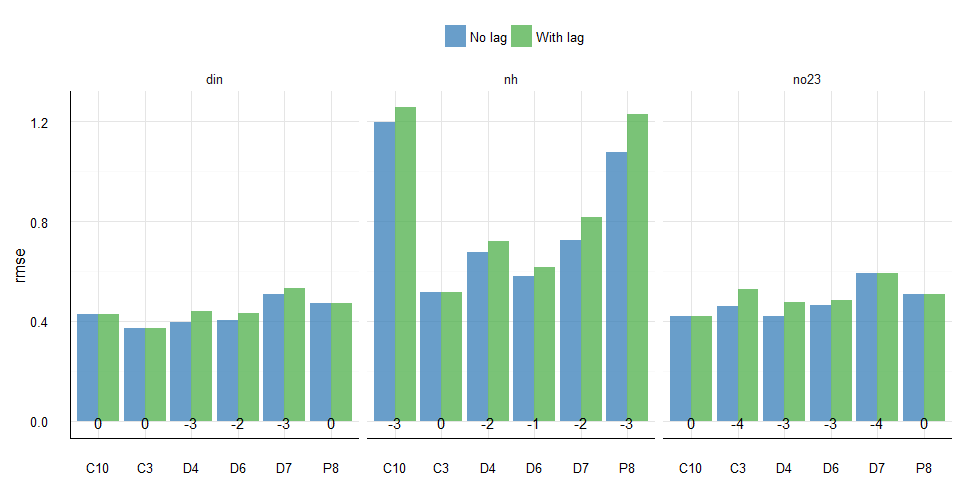 No lag With lag
din nh no23
rmse
1.2
0.8
0.4
0.0
0 0 -3 -2 -3 0 -3 0 -2 -1 -2 -3 0 -4 -3 -3 -4 0
C10 C3 D4 D6 D7 P8 C10 C3 D4 D6 D7 P8 C10 C3 D4 D6 D7 P8